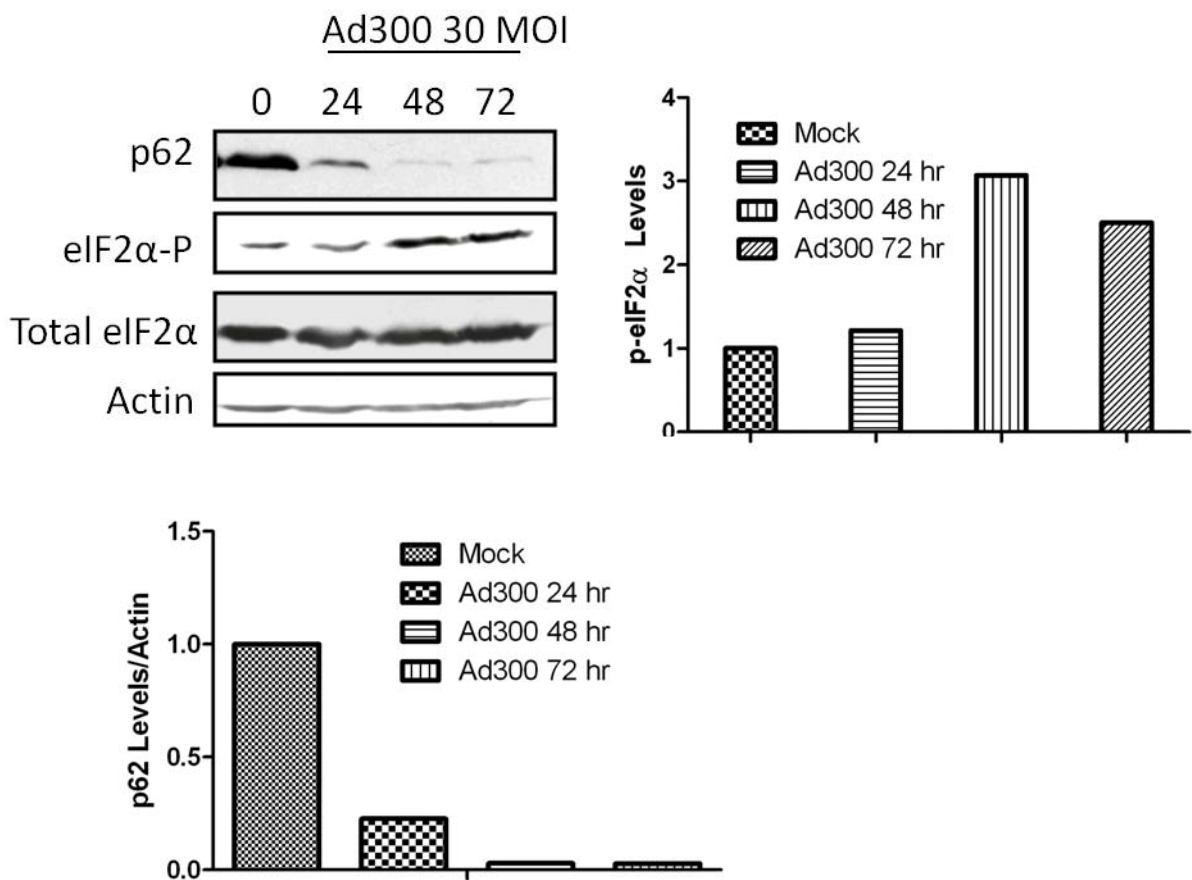 Ad300 30 MOI
0 24 48 72
p62
eIF2α-P
Total eIF2α
Actin
4
3
2
1
0
p-eIF2α Levels
Mock
Ad300 24 hr
Ad300 48 hr
Ad300 72 hr
1.5
1.0
0.5
0.0
p62 Levels/Actin
Mock
Ad300 24 hr
Ad300 48 hr
Ad300 72 hr